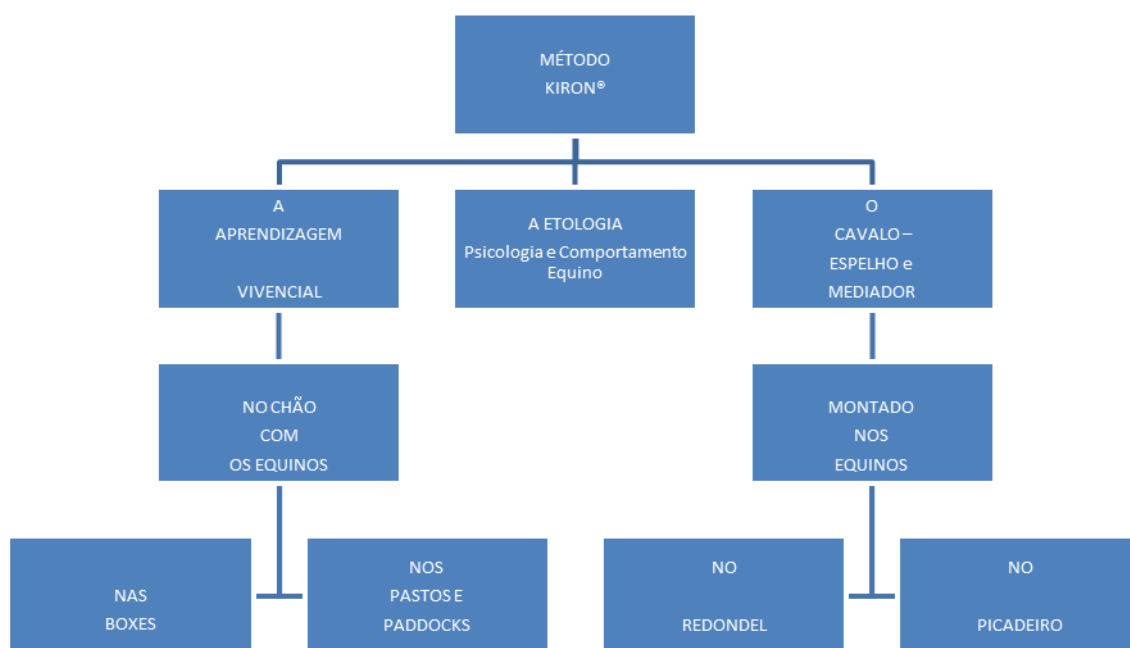 MÉTODO
KIRON®
A
APRENDIZAGEM
VIVENCIAL
A ETOLOGIA
Psicologia e Comportamento
Equino
O
CAVALO –
ESPELHO e
MEDIADOR
NO CHÃO
COM
OS EQUINOS
MONTADO
NOS
EQUINOS
NAS
BOXES
NOS
PASTOS E
PADDOCKS
NO
REDONDEL
NO
PICADEIRO